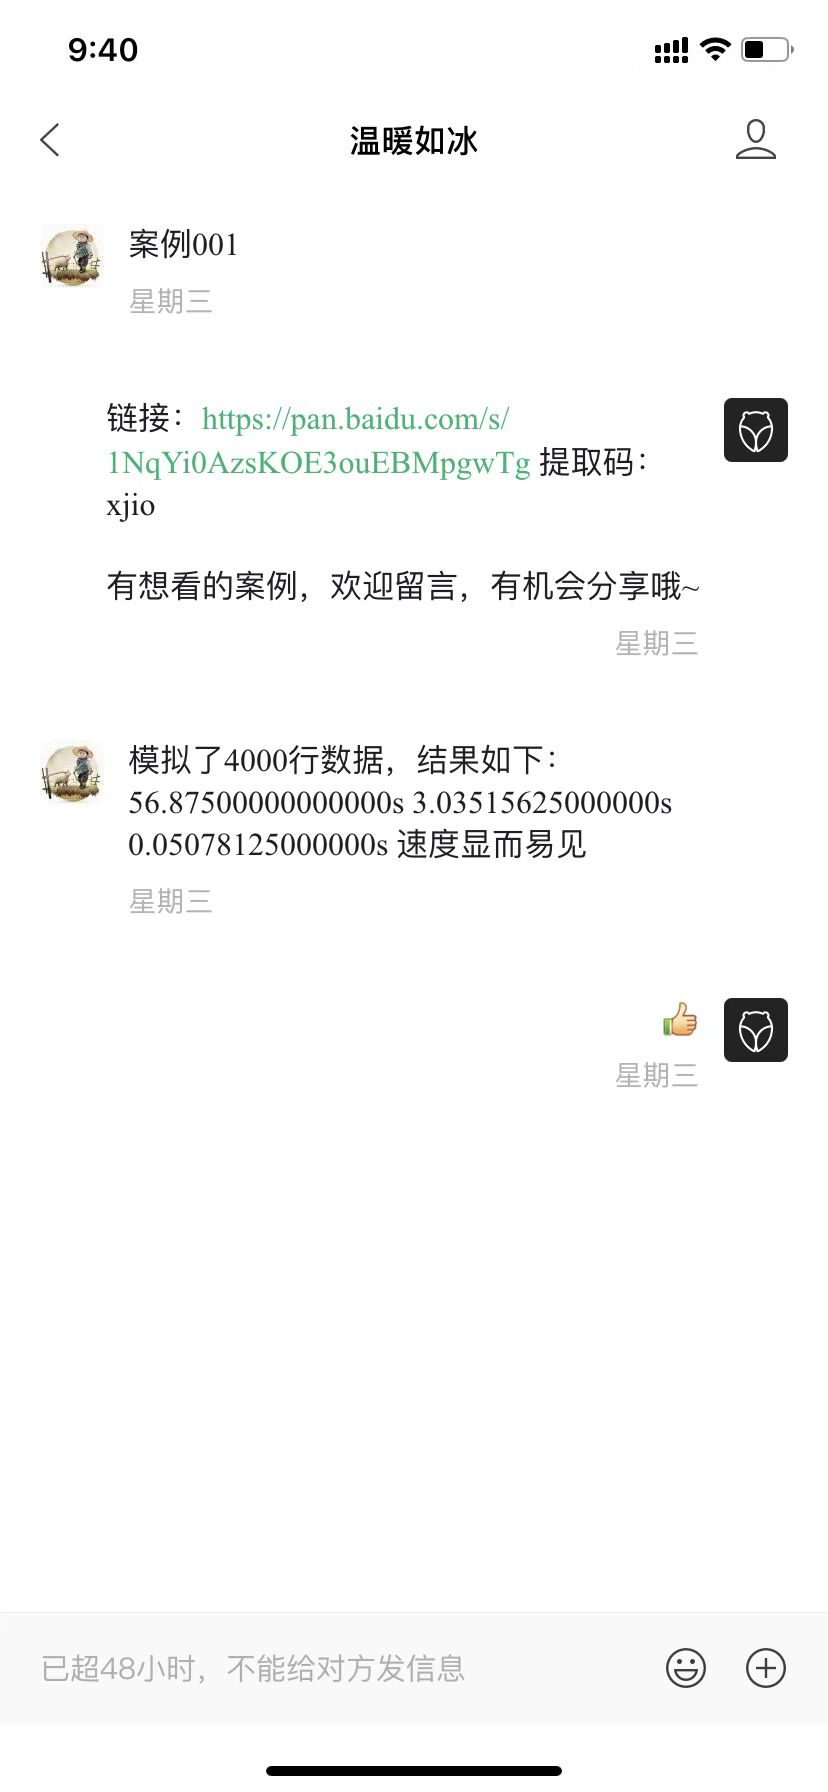 9:40
温暖如冰
案例001
星期三
链接：https://pan.baidu.com/s/
1NqYi0AzsKOE3ouEBMpgwTg 提取码：
xjio
有想看的案例，欢迎留言，有机会分享哦~
星期三
模拟了4000行数据，结果如下：
56.87500000000000s 3.03515625000000s
0.05078125000000s 速度显而易见
星期三
👍
星期三
已超48小时，不能给对方发信息